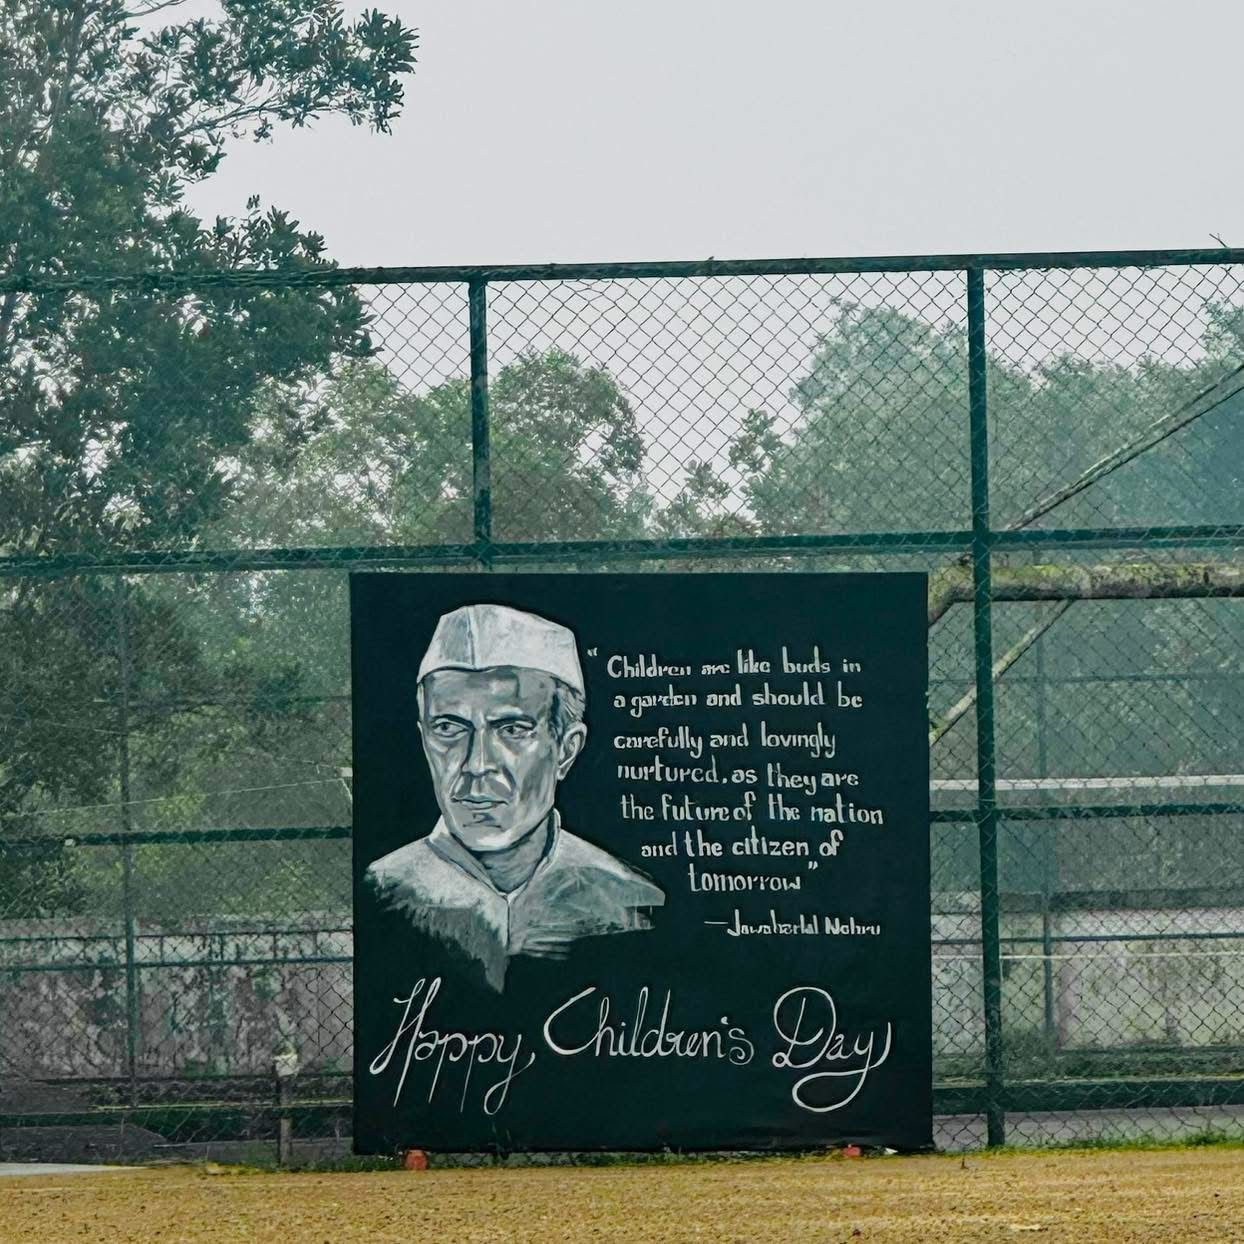 "Children are like buds in
a garden and should be
carefully and lovingly
nurtured. as they are
the future of the nation
and the citizen of
tomorrow"
—Jawaharlal Nehru
Happy Children's Day